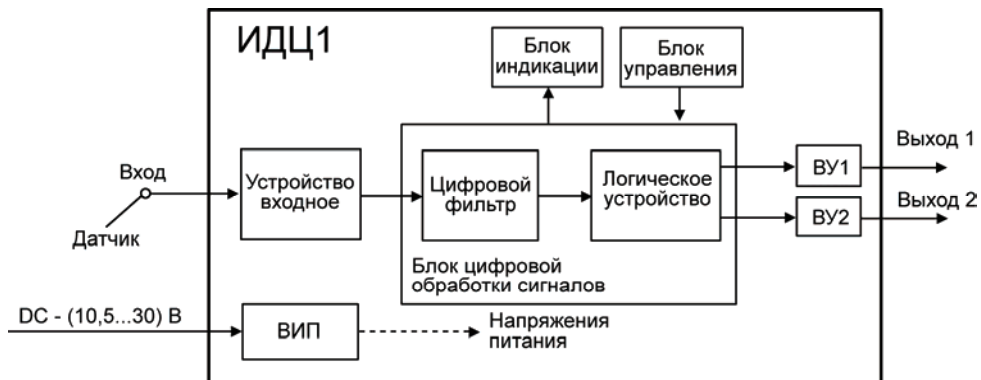 ИДЦ1
Блок
индикации
Блок
управления
Вход
Датчик
Устройство
входное
Цифровой
фильтр
Логическое
устройство
ВУ1
Выход 1
ВУ2
Выход 2
Блок цифровой
обработки сигналов
DC - (10,5...30) В
ВИП
Напряжения
питания